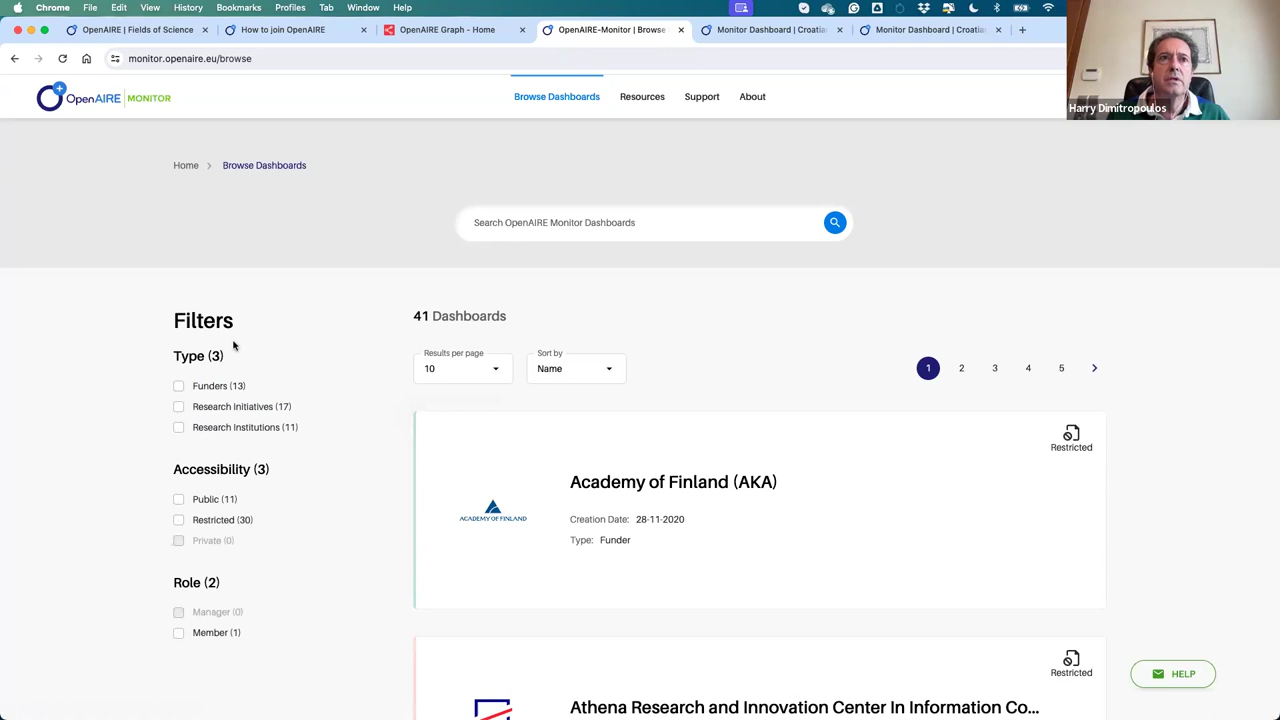 Chrome File Edit View History Bookmarks Profiles Tab Window Help
OpenAIRE | Fields of Science
How to join OpenAIRE
OpenAIRE Graph - Home
OpenAIRE-Monitor | Browse
Monitor Dashboard | Croatia
Monitor Dashboard | Croatia
monitor.openaire.eu/browse
OpenAIRE MONITOR
Browse Dashboards
Resources
Support
About
Harry Dimitropoulos
Home
Browse Dashboards
Search OpenAIRE Monitor Dashboards
Filters
Type (3)
Funders (13)
Research Initiatives (17)
Research Institutions (11)
Accessibility (3)
Public (11)
Restricted (30)
Private (0)
Role (2)
Manager (0)
Member (1)
41 Dashboards
Results per page
10
Sort by
Name
1 2 3 4 5
Restricted
ACADEMY OF FINLAND
Academy of Finland (AKA)
Creation Date: 28-11-2020
Type: Funder
Restricted
Athena Research and Innovation Center In Information Co...
HELP